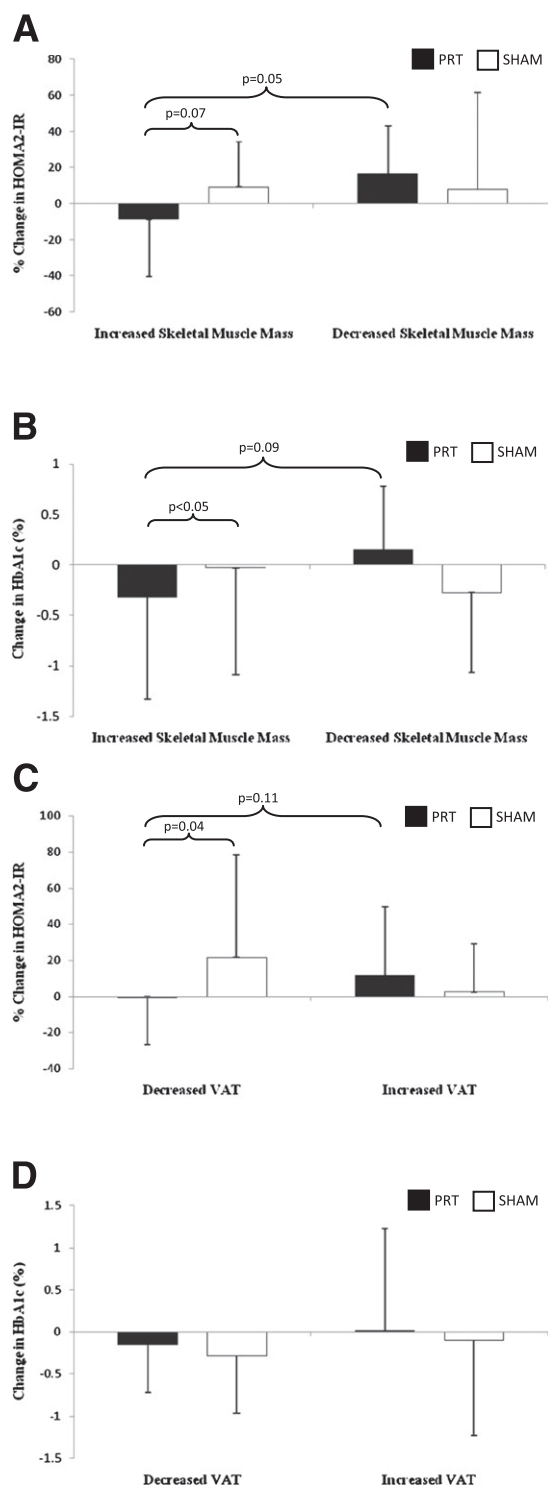 A
PRT SHAM
% Change in HOMA2-IR
80
60
40
20
0
-20
-40
-60
p=0.05
p=0.07
Increased Skeletal Muscle Mass Decreased Skeletal Muscle Mass
B
PRT SHAM
Change in HbA1c (%)
1
0.5
0
-0.5
-1
-1.5
p=0.09
p<0.05
Increased Skeletal Muscle Mass Decreased Skeletal Muscle Mass
C
PRT SHAM
% Change in HOMA2-IR
100
80
60
40
20
0
-20
-40
p=0.11
p=0.04
Decreased VAT Increased VAT
D
PRT SHAM
Change in HbA1c (%)
1.5
1
0.5
0
-0.5
-1
-1.5
Decreased VAT Increased VAT